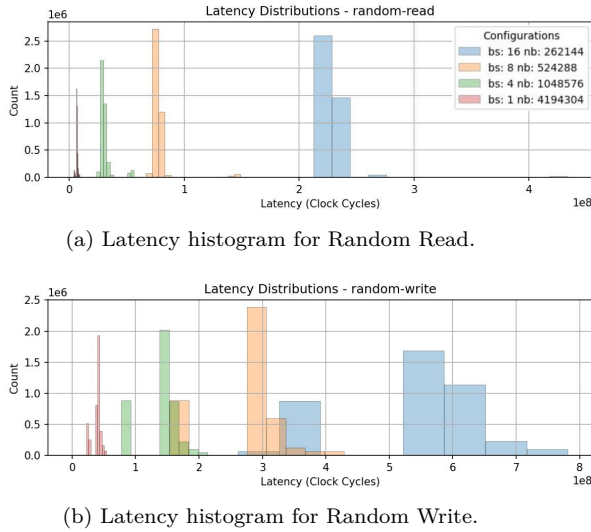 Latency Distributions - random-read
1e6
Configurations
bs: 16 nb: 262144
bs: 8 nb: 524288
bs: 4 nb: 1048576
bs: 1 nb: 4194304
2.5
2.0
1.5
1.0
0.5
0.0
Count
0 1 2 3 4
Latency (Clock Cycles)
1e8
(a) Latency histogram for Random Read.
Latency Distributions - random-write
1e6
2.5
2.0
1.5
1.0
0.5
0.0
Count
0 1 2 3 4 5 6 7 8
Latency (Clock Cycles)
1e8
(b) Latency histogram for Random Write.